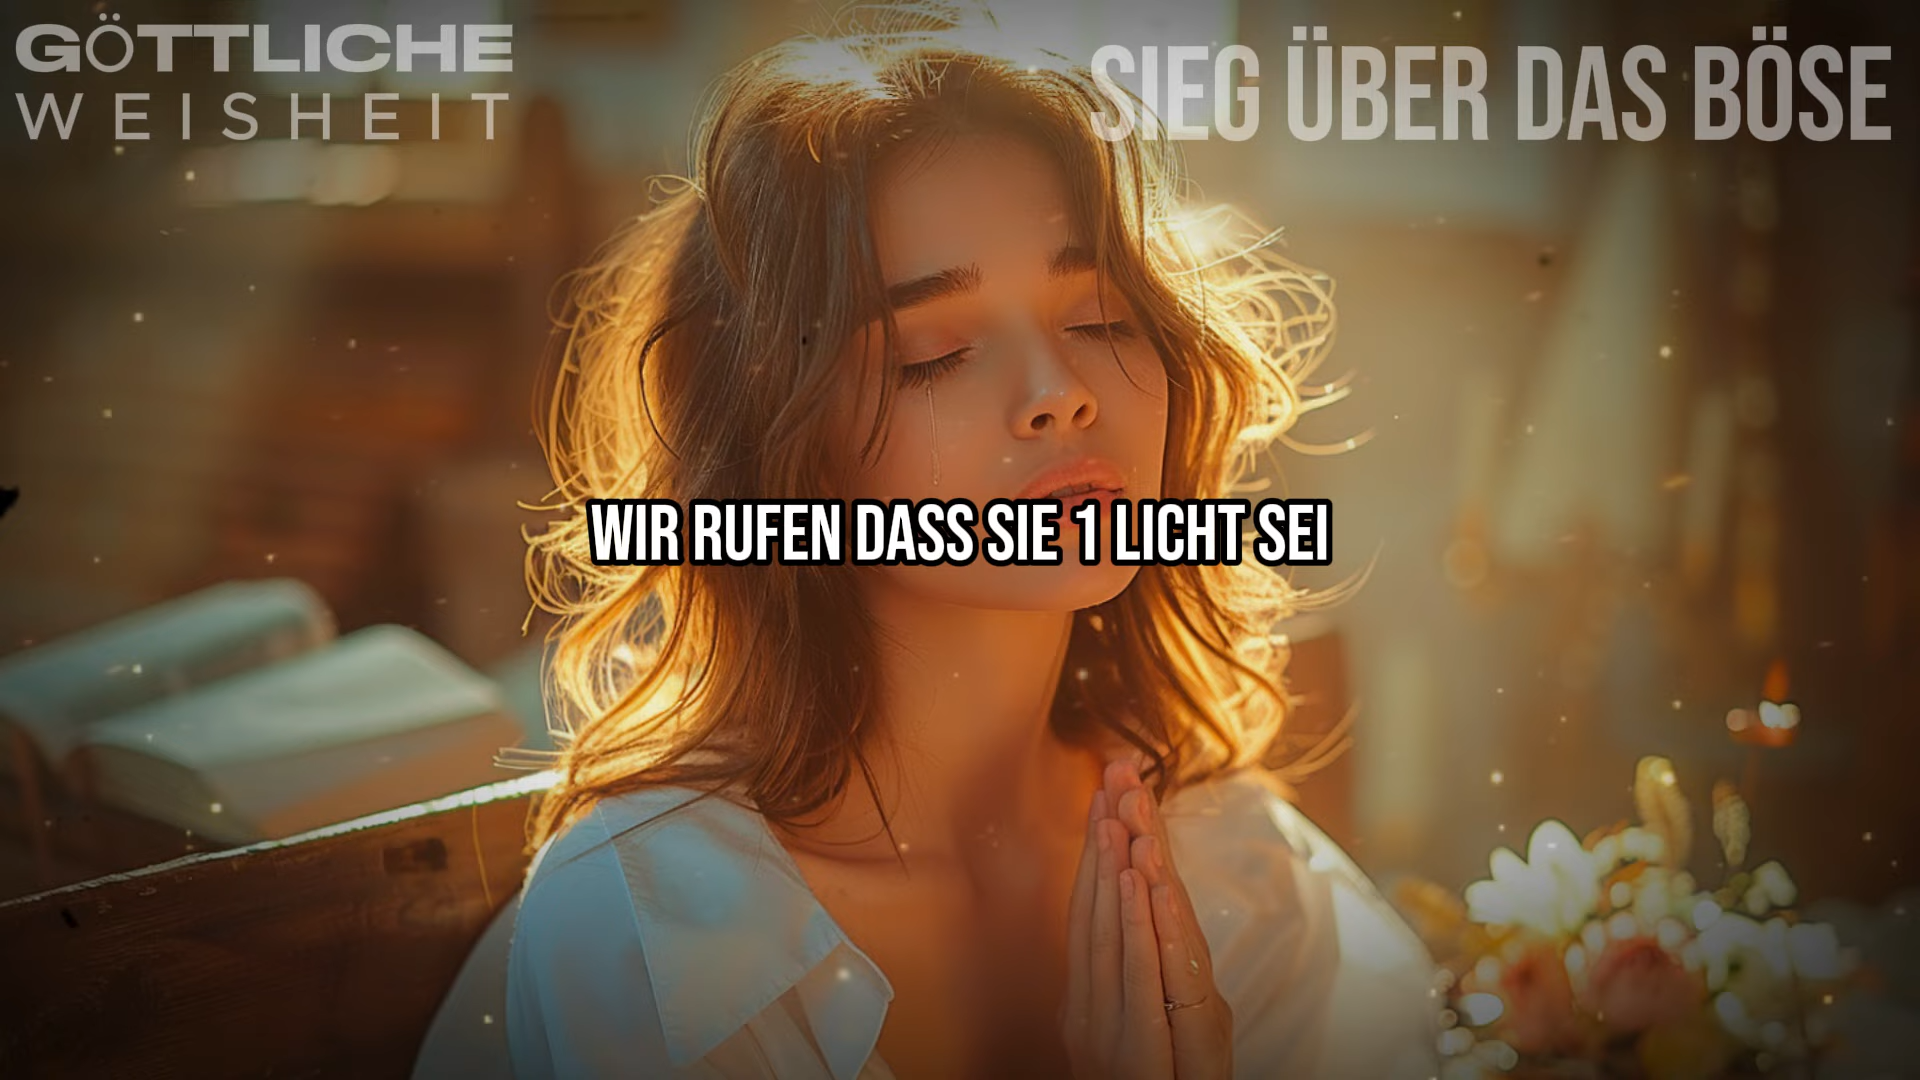 GÖTTLICHE
WEISHEIT
SIEG ÜBER DAS BÖSE
WIR RUFEN DASS SIE 1 LICHT SEI